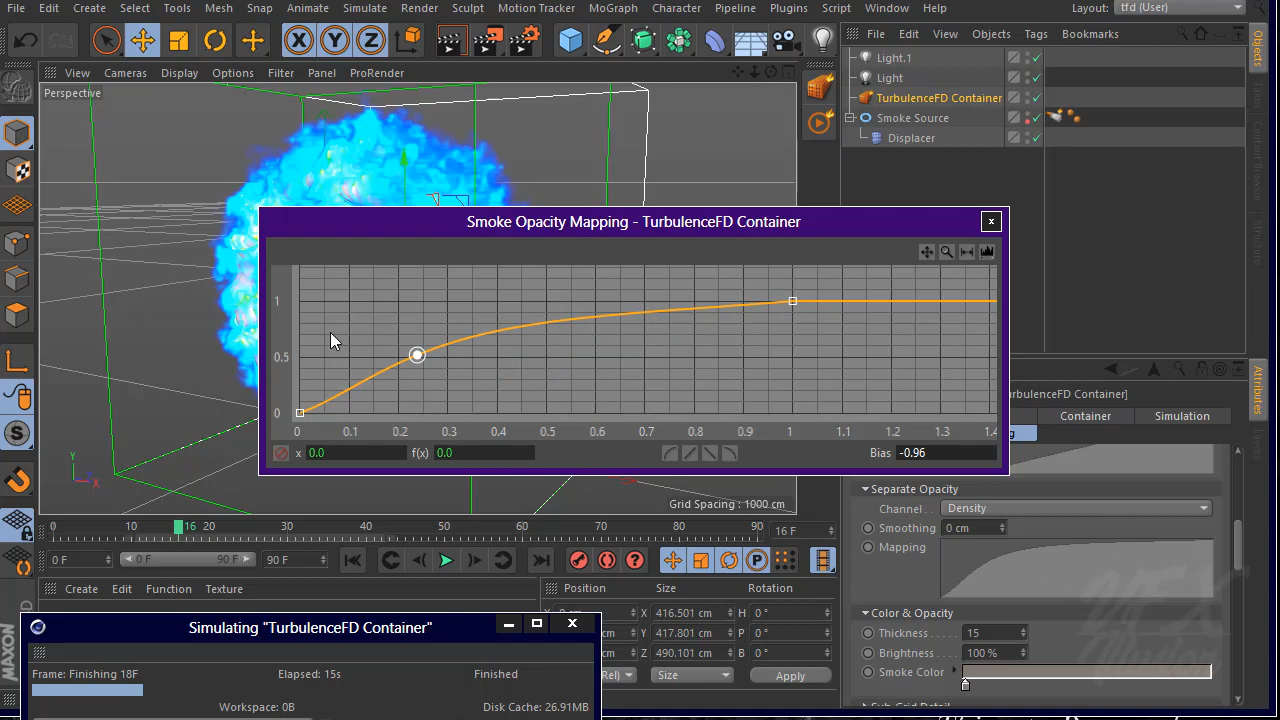 File Edit Create Select Tools Mesh Snap Animate Simulate Render Sculpt Motion Tracker MoGraph Character Pipeline Plugins Script Window Help Layout: tfd (User)
X Y Z
File Edit View Objects Tags Bookmarks
View Cameras Display Options Filter Panel ProRender
Perspective
Light.1
Light
TurbulenceFD Container
Smoke Source
Displacer
Objects
Content Browser
Structure
Smoke Opacity Mapping - TurbulenceFD Container
x
1
0.5
0
0 0.1 0.2 0.3 0.4 0.5 0.6 0.7 0.8 0.9 1 1.1 1.2 1.3 1.4
x 0.0 f(x) 0.0 Bias -0.96
Y
X
Grid Spacing : 1000 cm
Attributes
Layers
urbulenceFD Container]
Container Simulation
Separate Opacity
Channel . . Density
Smoothing 0 cm
Mapping
Color & Opacity
Thickness . . . . 15
Brightness . . . . 100 %
Smoke Color
0 10 16 20 30 40 50 60 70 80 90 16 F
0 F 0 F 90 F 90 F
P
S
Create Edit Function Texture
Position Size Rotation
X 416.501 cm H 0 °
Y 417.801 cm P 0 °
Z 490.101 cm B 0 °
Rel) Size Apply
MAXON
Simulating "TurbulenceFD Container"
Frame: Finishing 18F Elapsed: 15s Finished
Workspace: 0B Disk Cache: 26.91MB